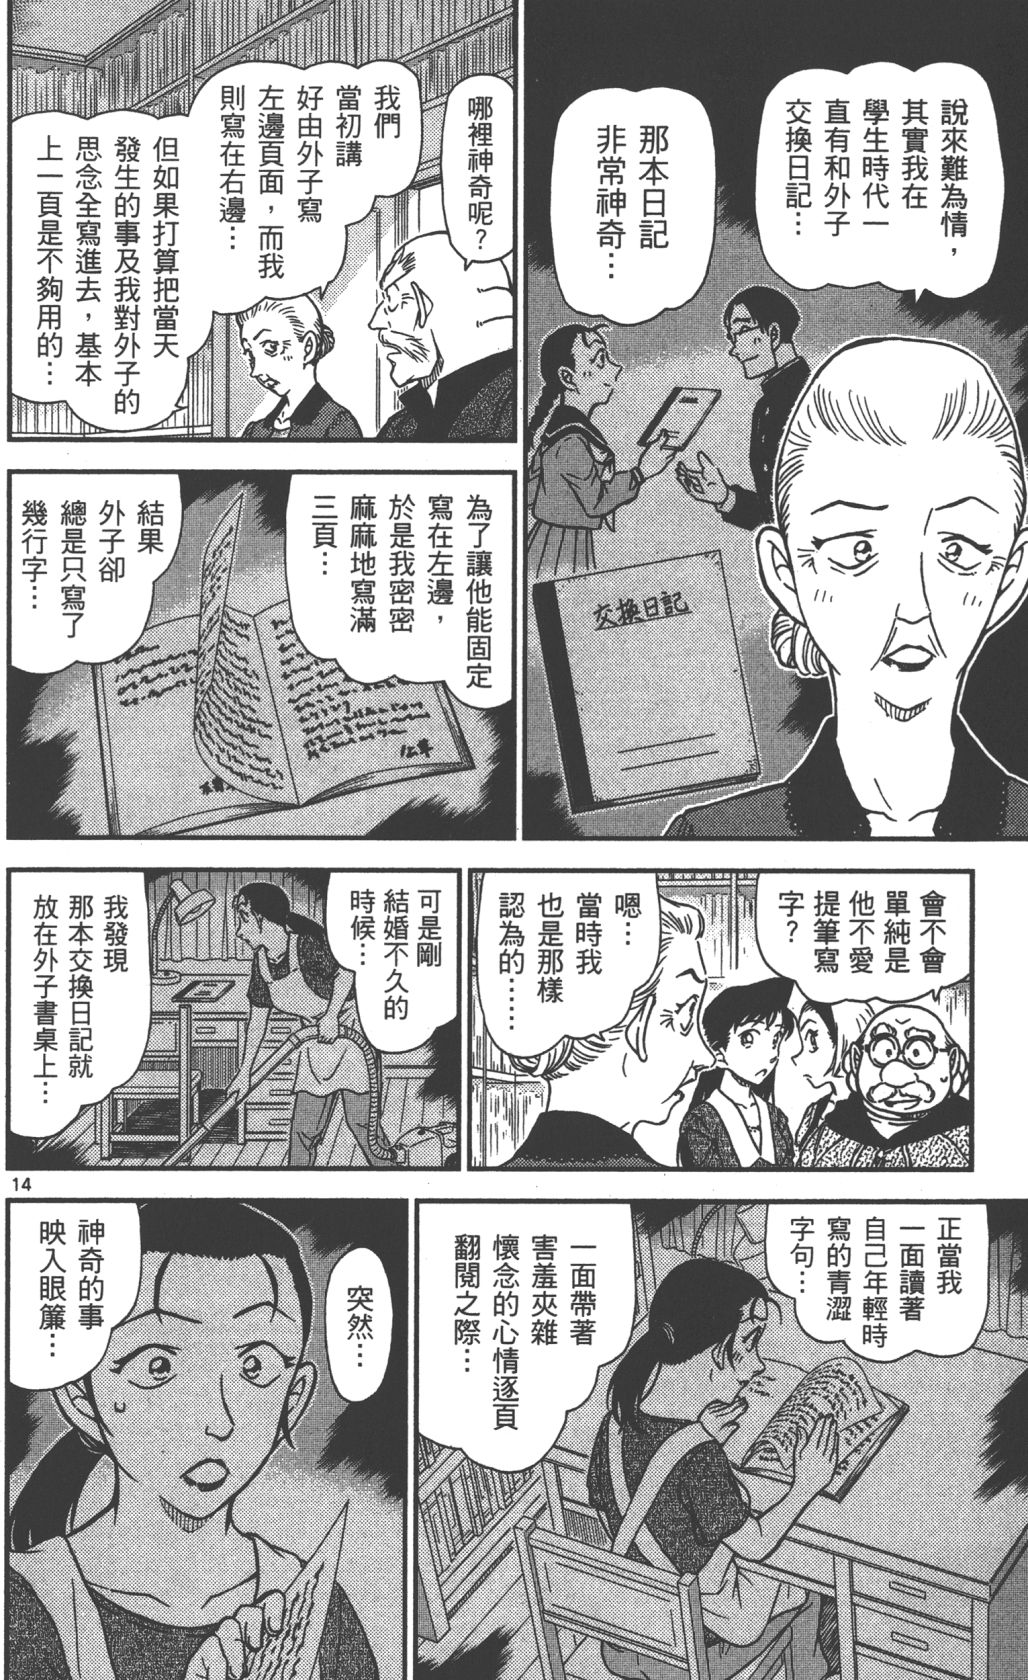 說來難為情，
其實我在
學生時代一
直有和外子
交換日記…
那本日記
非常神奇…
交換日記
哪裡神奇呢？
我們
當初講
好由外子寫
左邊頁面，而我
則寫在右邊…
但如果打算把當天
發生的事及我對外子的
思念全寫進去，基本
上一頁是不夠用的…
為了讓他能固定
寫在左邊，
於是我密密
麻麻地寫滿
三頁…
結果
外子卻
總是只寫了
幾行字…
會不會
單純是
他不愛
提筆寫
字？
嗯…
當時我
也是那樣
認為的……
可是剛
結婚不久的
時候…
我發現
那本交換日記就
放在外子書桌上…
14
正當我
一面讀著
自己年輕時
寫的青澀
字句…
一面帶著
害羞夾雜
懷念的心情逐頁
翻閱之際…
突然…
神奇的事
映入眼簾…